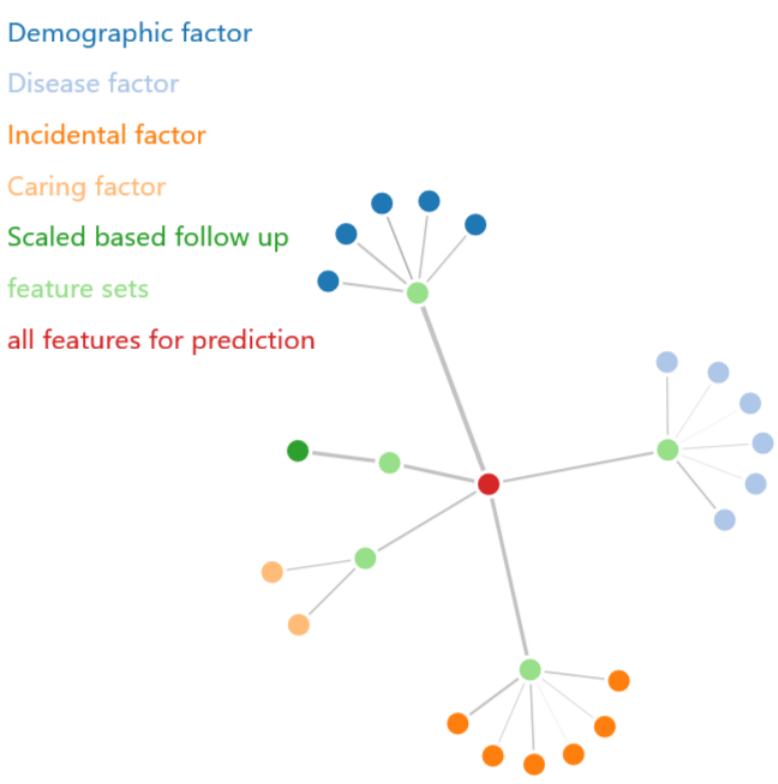 Demographic factor
Disease factor
Incidental factor
Caring factor
Scaled based follow up
feature sets
all features for prediction